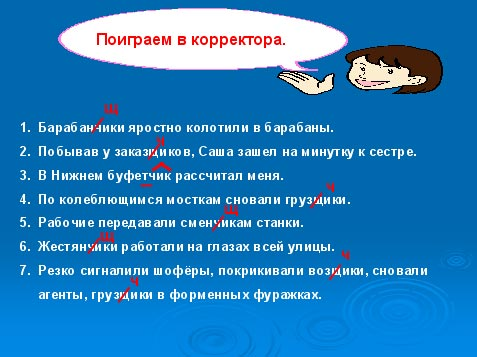 Поиграем в корректора.
Щ
1. Барабанчики яростно колотили в барабаны.
Ч
2. Побывав у заказщиков, Саша зашел на минутку к сестре.
3. В Нижнем буфетчик рассчитал меня.
Ч
4. По колеблющимся мосткам сновали грузщики.
Щ
5. Рабочие передавали сменчикам станки.
Щ
6. Жестянчики работали на глазах всей улицы.
Ч
7. Резко сигналили шофёры, покрикивали возщики, сновали
Ч
агенты, грузщики в форменных фуражках.